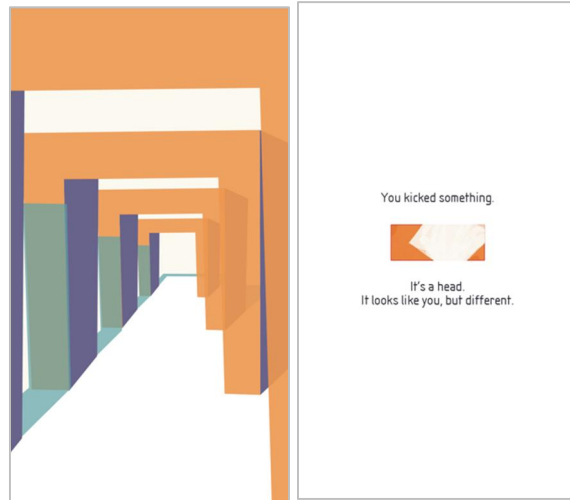 You kicked something.
It's a head.
It looks like you, but different.